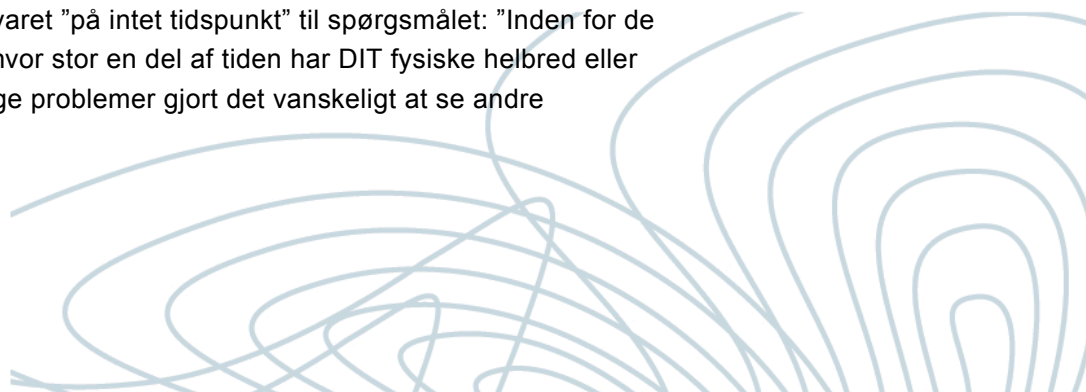 varet ”på intet tidspunkt” til spørgsmålet: ”Inden for de
hvor stor en del af tiden har DIT fysiske helbred eller
ge problemer gjort det vanskeligt at se andre